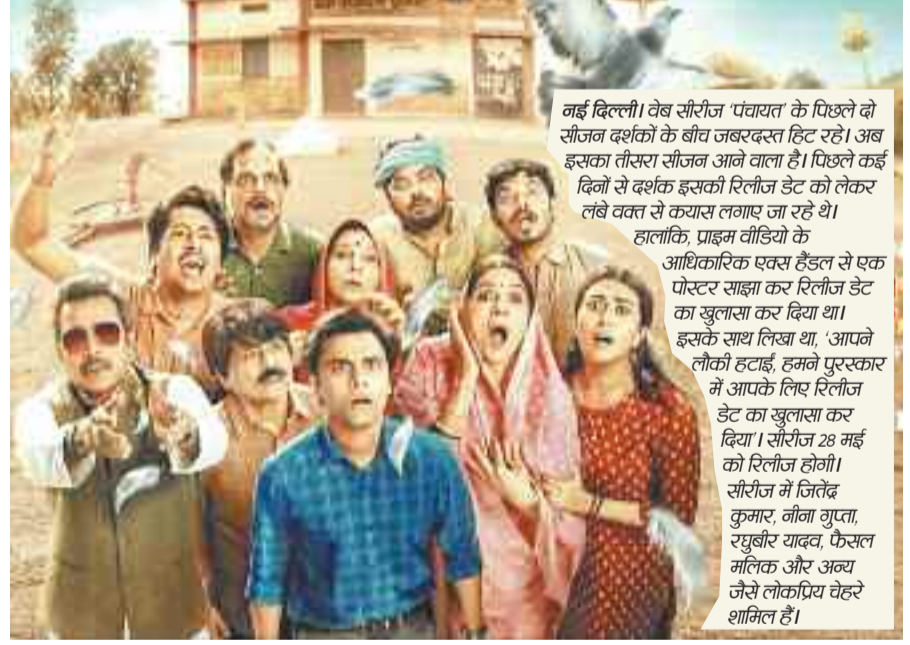 नई दिल्ली। वेब सीरीज ‘पंचायत’ के पिछले दो
सीजन दर्शकों के बीच जबरदस्त हिट रहे। अब
इसका तीसरा सीजन आने वाला है। पिछले कई
दिनों से दर्शक इसकी रिलीज डेट को लेकर
लंबे वक्त से कयास लगाए जा रहे थे।
हालांकि, प्राइम वीडियो के
आधिकारिक एक्स हैंडल से एक
पोस्टर साझा कर रिलीज डेट
का खुलासा कर दिया था।
इसके साथ लिखा था, ‘आपने
लौकी हटाई, हमने पुरस्कार
में आपके लिए रिलीज
डेट का खुलासा कर
दिया’। सीरीज 28 मई
को रिलीज होगी।
सीरीज में जितेंद्र
कुमार, नीना गुप्ता,
रघुबीर यादव, फैसल
मलिक और अन्य
जैसे लोकप्रिय चेहरे
शामिल हैं।